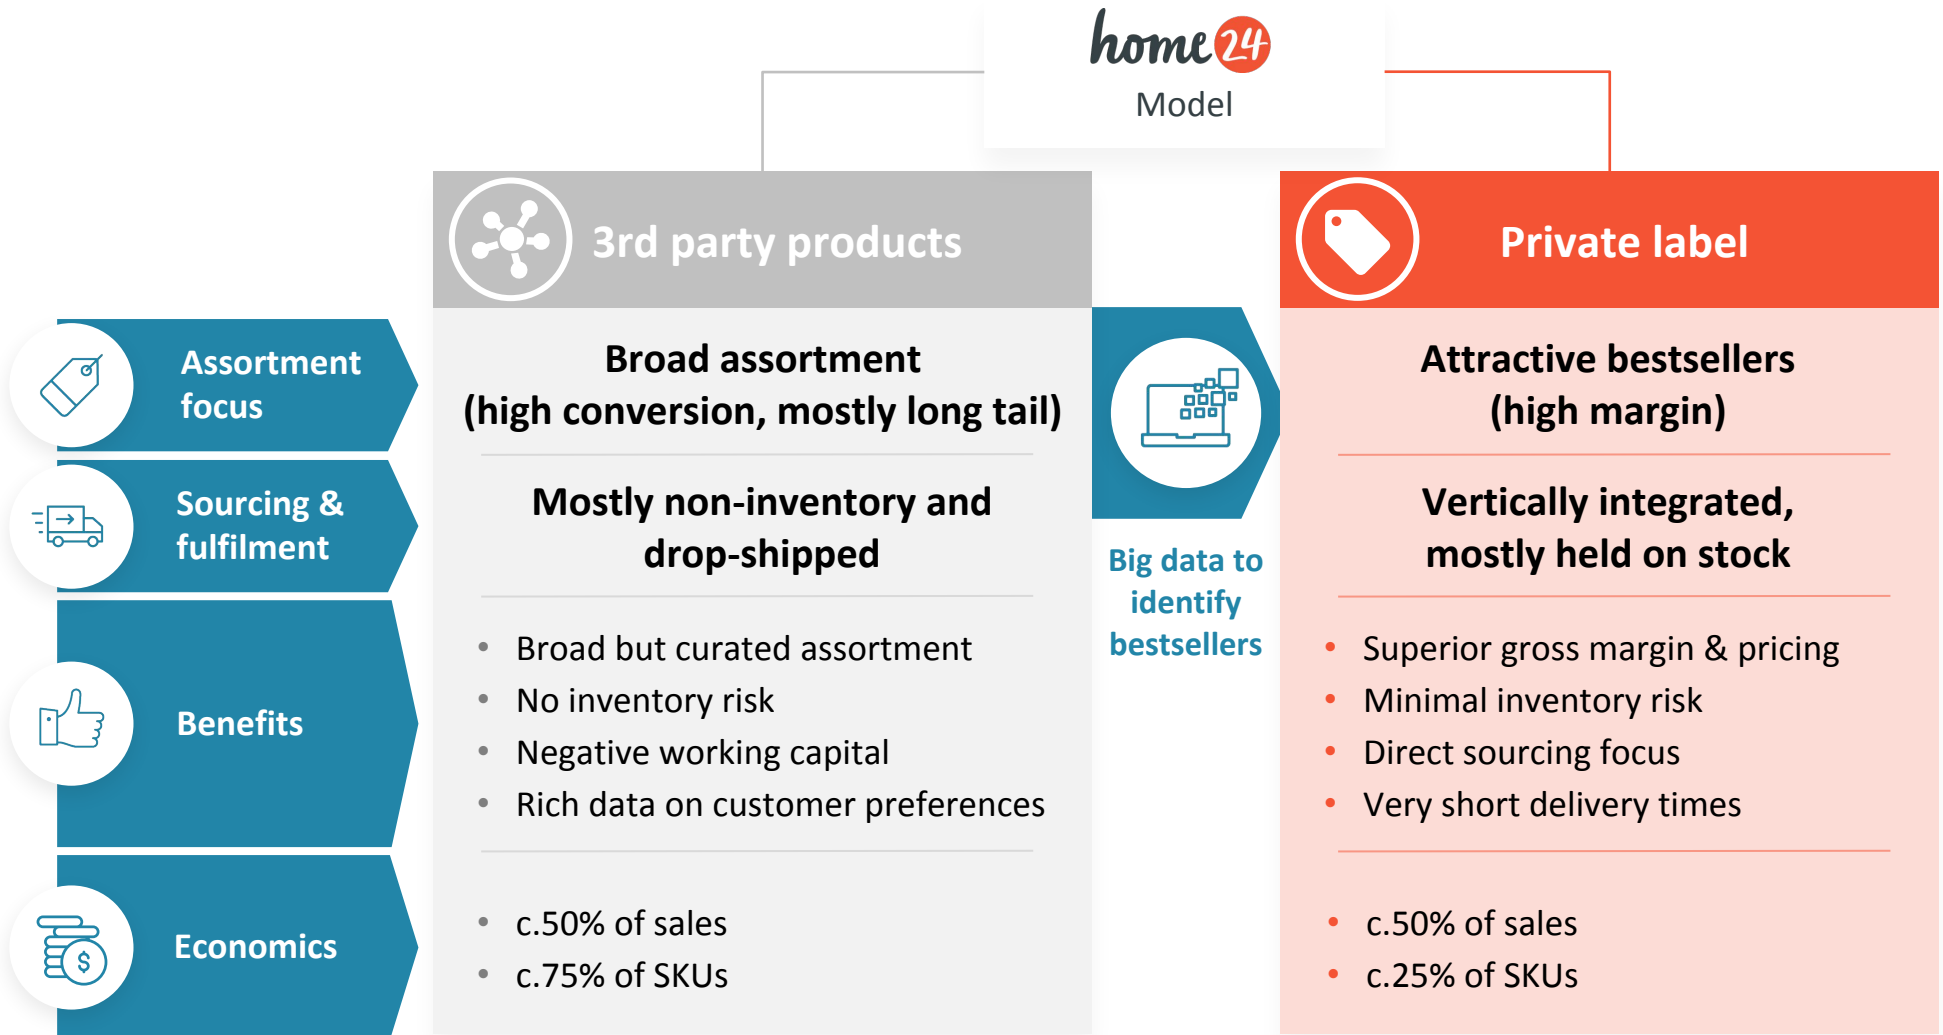 home24
Model
3rd party products
Private label
Assortment
focus
Broad assortment
(high conversion, mostly long tail)
Attractive bestsellers
(high margin)
Sourcing &
fulfilment
Mostly non-inventory and
drop-shipped
Big data to
identify
bestsellers
Vertically integrated,
mostly held on stock
Benefits
• Broad but curated assortment
• No inventory risk
• Negative working capital
• Rich data on customer preferences
• Superior gross margin & pricing
• Minimal inventory risk
• Direct sourcing focus
• Very short delivery times
$
Economics
• c.50% of sales
• c.75% of SKUs
• c.50% of sales
• c.25% of SKUs